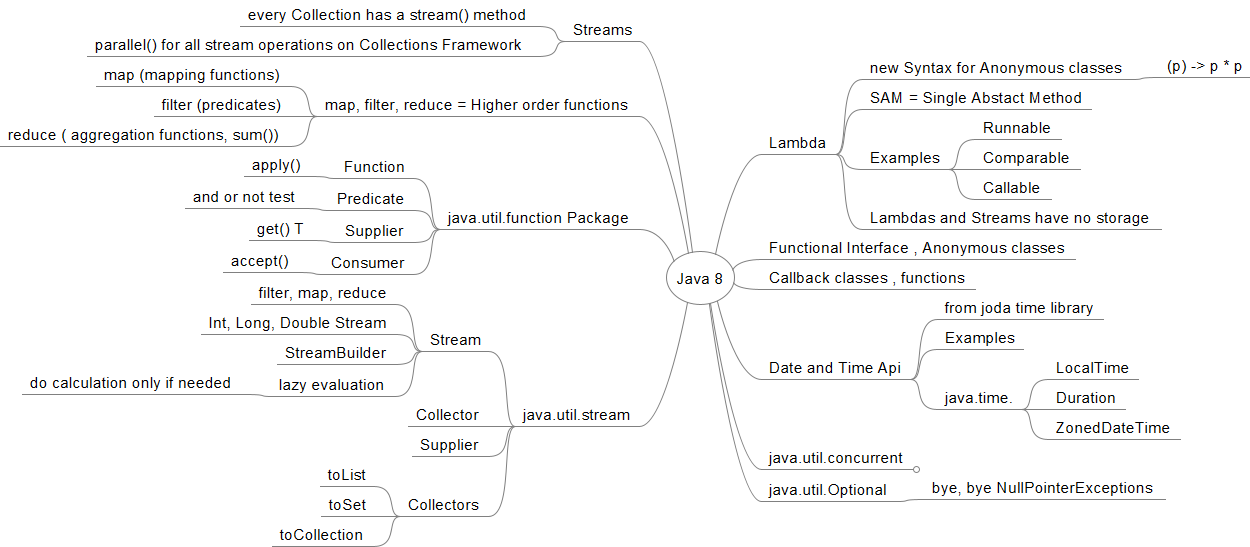 every Collection has a stream() method
parallel() for all stream operations on Collections Framework
Streams
map (mapping functions)
filter (predicates)
reduce ( aggregation functions, sum())
map, filter, reduce = Higher order functions
apply()
Function
and or not test
Predicate
get() T
Supplier
accept()
Consumer
java.util.function Package
filter, map, reduce
Int, Long, Double Stream
StreamBuilder
do calculation only if needed
lazy evaluation
Stream
Collector
Supplier
toList
toSet
toCollection
Collectors
java.util.stream
Java 8
Lambda
new Syntax for Anonymous classes
(p) -> p * p
SAM = Single Abstact Method
Examples
Runnable
Comparable
Callable
Lambdas and Streams have no storage
Functional Interface , Anonymous classes
Callback classes , functions
Date and Time Api
from joda time library
Examples
java.time.
LocalTime
Duration
ZonedDateTime
java.util.concurrent
java.util.Optional
bye, bye NullPointerExceptions